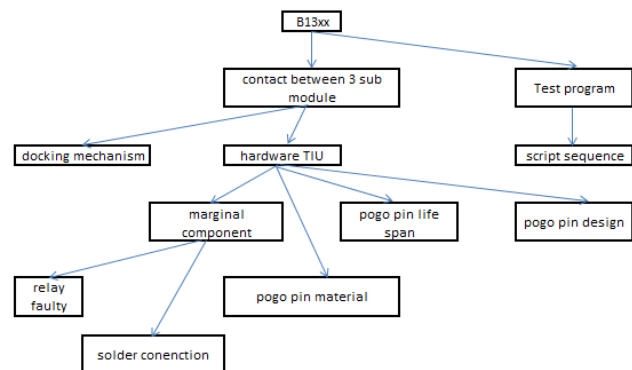 B13xx
contact between 3 sub
module
Test program
docking mechanism
hardware TIU
script sequence
marginal
component
pogo pin life
span
pogo pin design
relay
faulty
pogo pin material
solder conenction